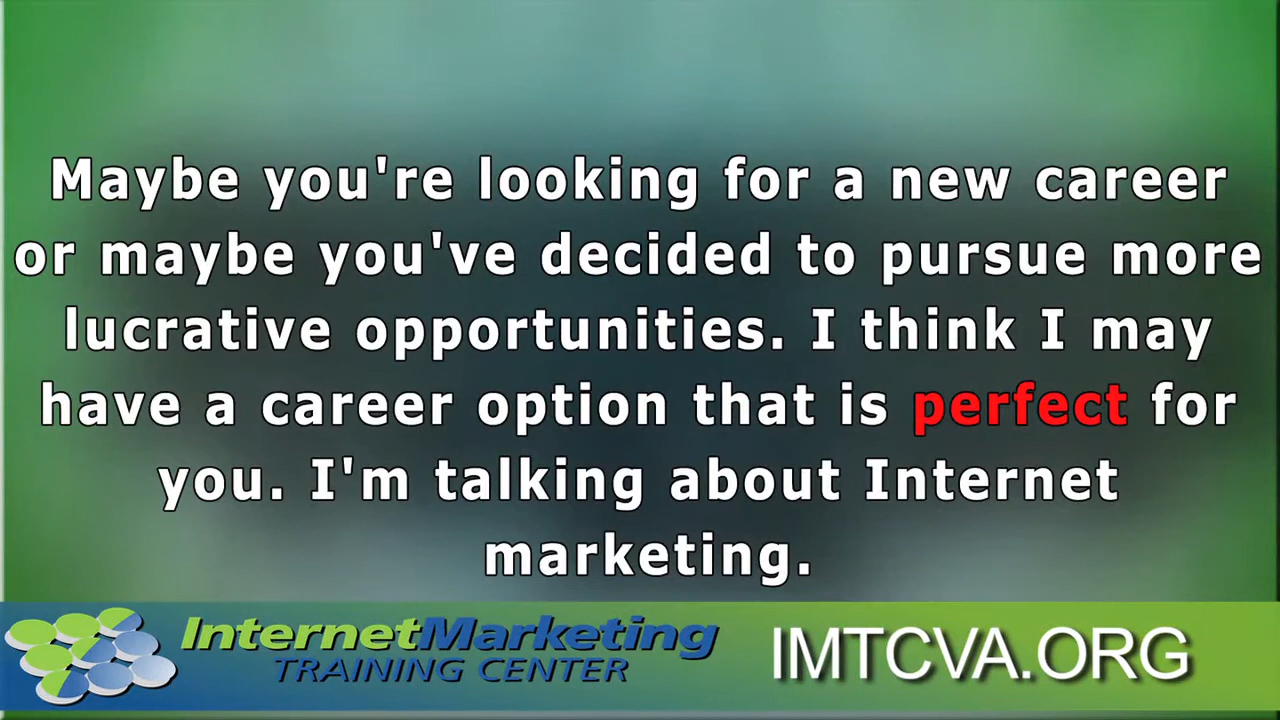 Maybe you're looking for a new career
or maybe you've decided to pursue more
lucrative opportunities. I think I may
have a career option that is perfect for
you. I'm talking about Internet
marketing.
InternetMarketing
TRAINING CENTER
IMTCVA.ORG